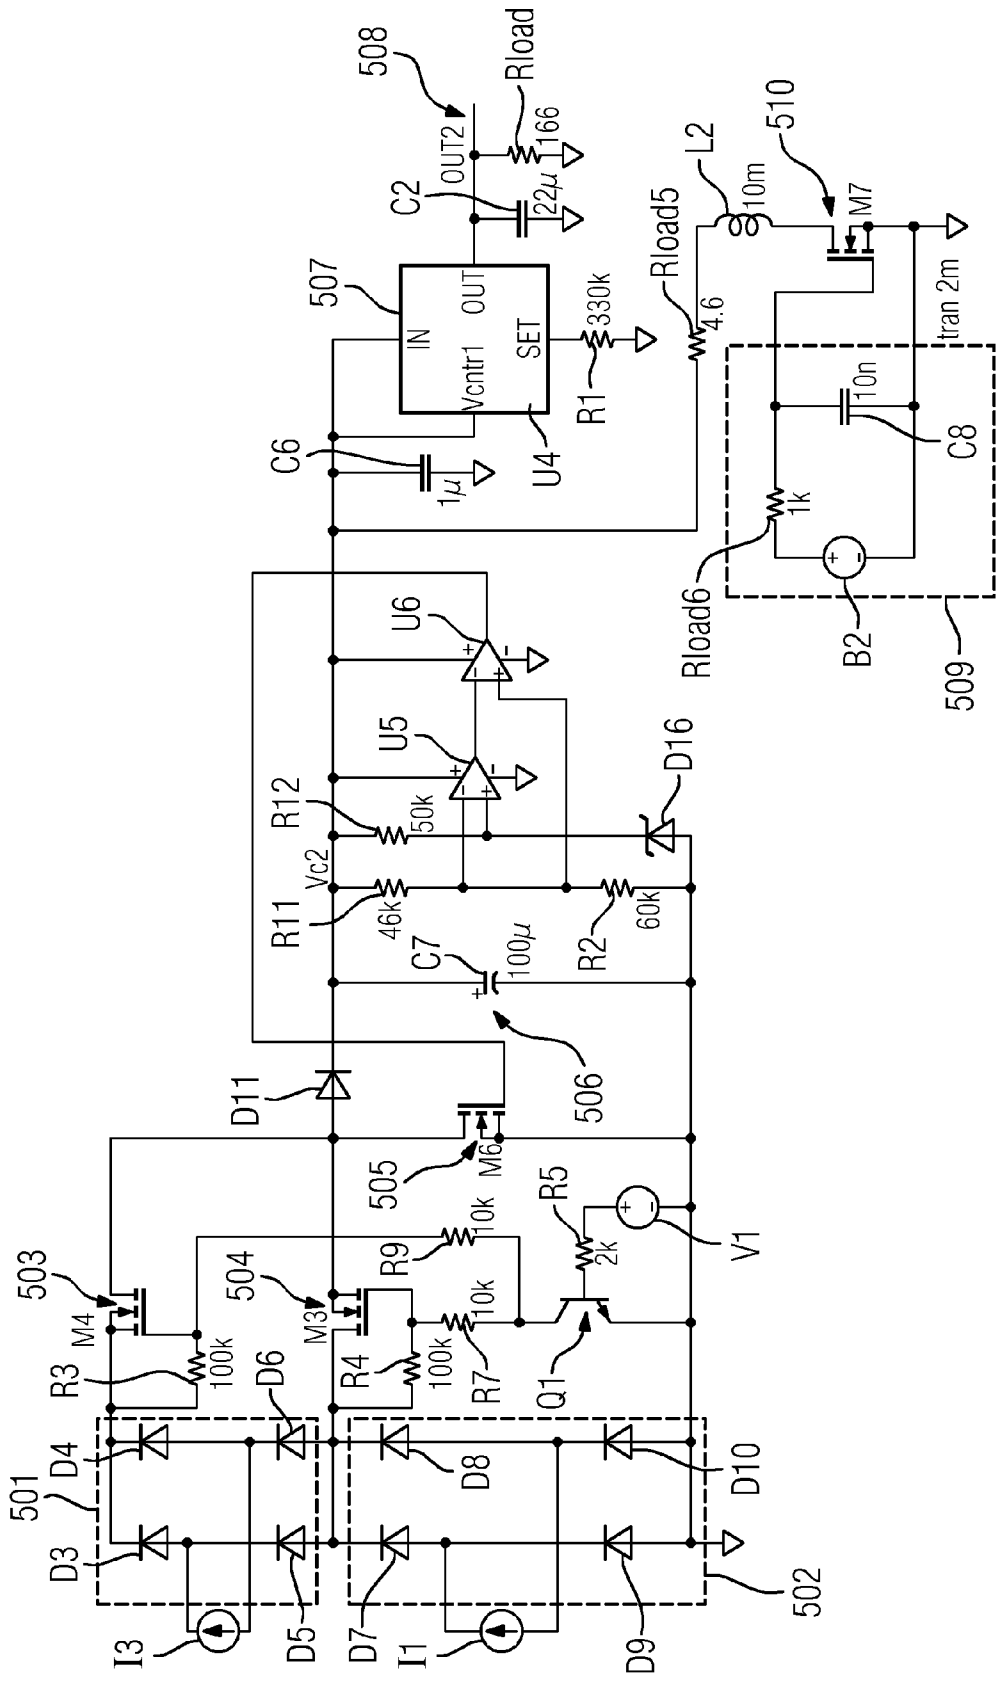 501
D3
D4
I3
D5
D6
D7
I1
D8
D9
D10
502
R3
100k
M4
503
504
M3
R4
100k
R7
10k
R9
10k
Q1
R5
2k
+
-
V1
505
M6
D11
506
C7
+
100µ
Vc2
R11
46k
R12
50k
R2
60k
D16
U5
+
-
-
+
U6
+
-
-
+
C6
1µ
507
IN
Vcntr1
OUT
SET
U4
R1
330k
C2
22µ
OUT2
508
Rload
166
Rload5
4.6
L2
10m
510
M7
tran 2m
Rload6
1k
10n
C8
+
-
B2
509